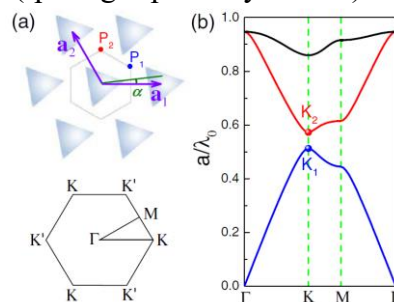 (a)
P₂
P₁
a₂
a₁
α
K
K'
M
K'
Γ
K
K
K'
(b)
a/λ₀
1.0
0.8
0.6
0.4
0.2
0.0
K₂
K₁
Γ
K
M